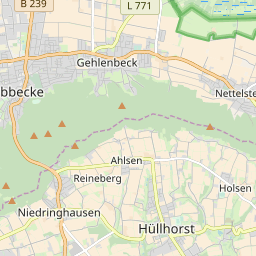 B 239
L 771
Gehlenbeck
bbecke
Nettelste
Ahlsen
Reineberg
Holsen
Niedringhausen
Hüllhorst